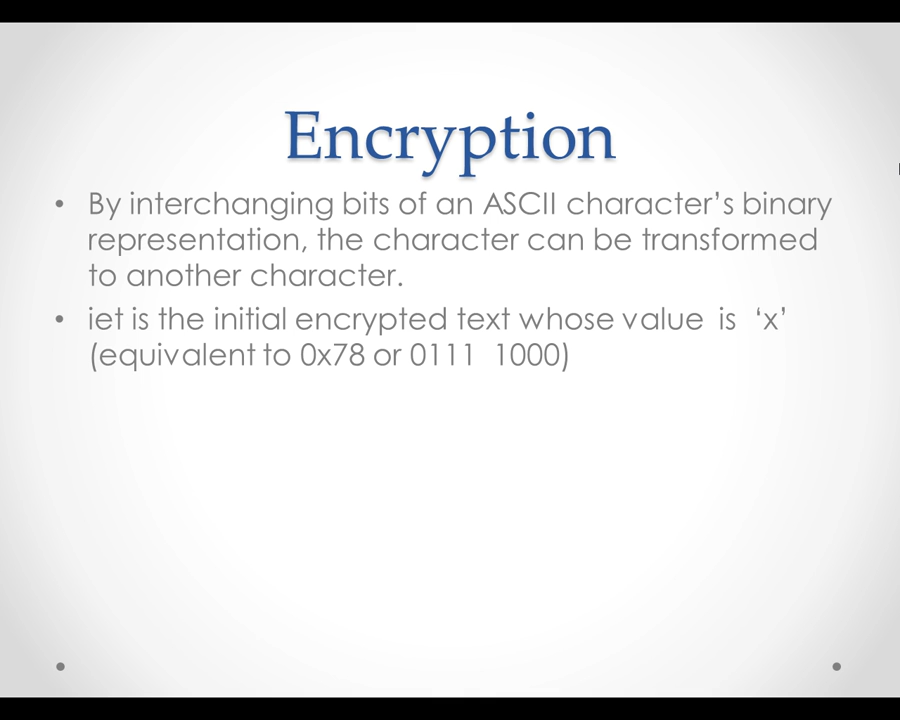 Encryption
• By interchanging bits of an ASCII character’s binary
representation, the character can be transformed
to another character.
• iet is the initial encrypted text whose value is ‘x’
(equivalent to 0x78 or 0111 1000)